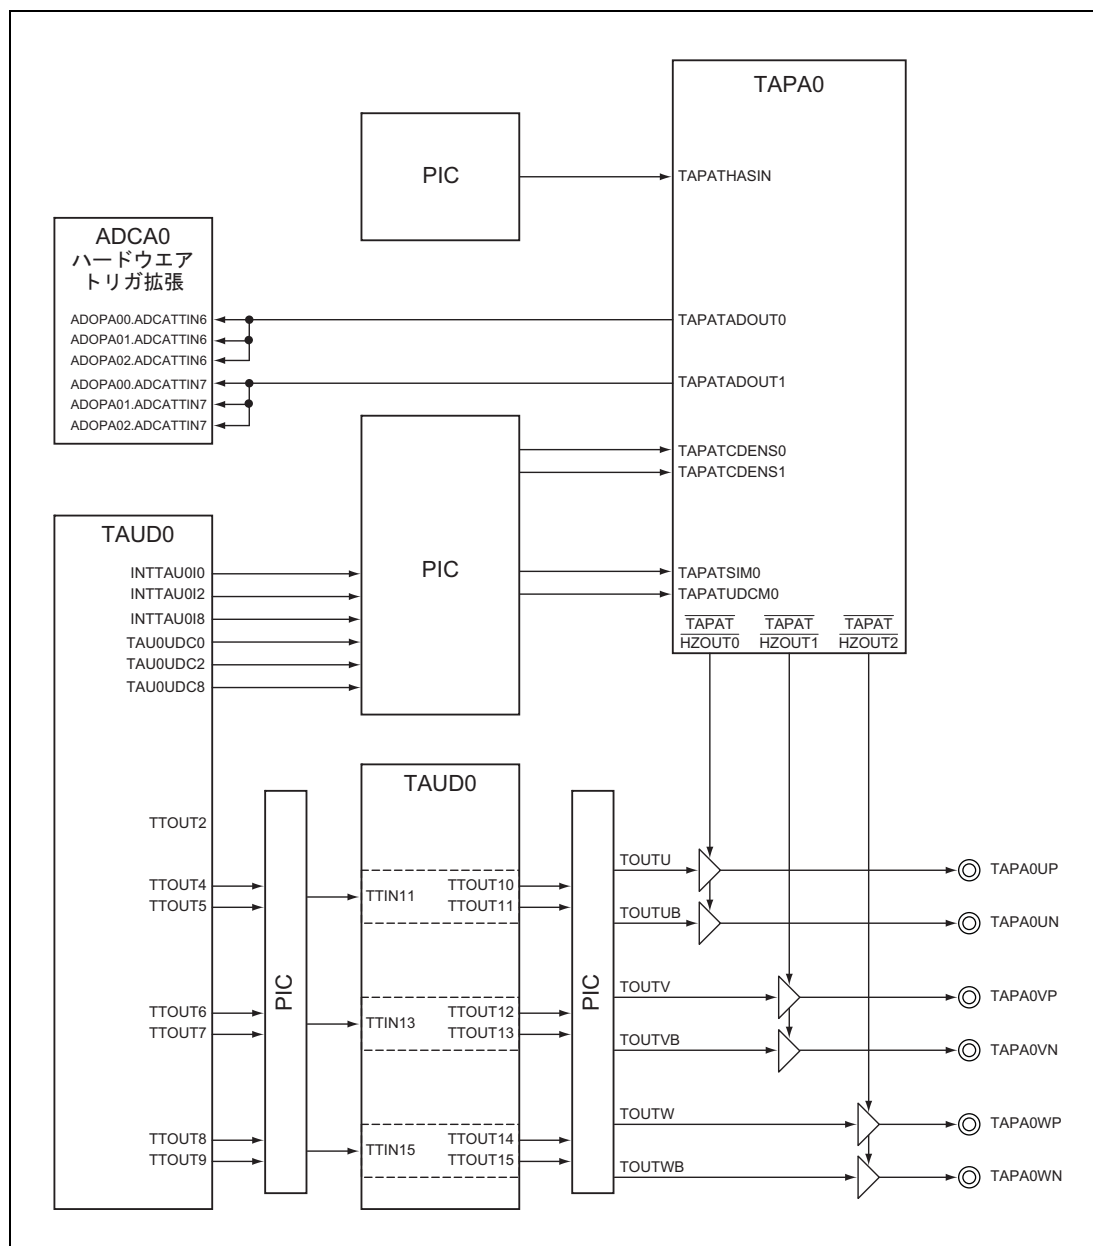 TAPA0
PIC
TAPATHASIN
ADCA0
ハードウエア
トリガ拡張
ADOPA00.ADCATTIN6
ADOPA01.ADCATTIN6
ADOPA02.ADCATTIN6
ADOPA00.ADCATTIN7
ADOPA01.ADCATTIN7
ADOPA02.ADCATTIN7
TAPATADOUT0
TAPATADOUT1
TAPATCDENS0
TAPATCDENS1
TAUD0
INTTAU0I0
INTTAU0I2
INTTAU0I8
TAU0UDC0
TAU0UDC2
TAU0UDC8
PIC
TAPATSIM0
TAPATUDCM0
TAPAT
HZOUT0
TAPAT
HZOUT1
TAPAT
HZOUT2
TAUD0
TTOUT2
TTOUT4
TTOUT5
TTOUT6
TTOUT7
TTOUT8
TTOUT9
PIC
TTIN11
TTOUT10
TTOUT11
TTIN13
TTOUT12
TTOUT13
TTIN15
TTOUT14
TTOUT15
PIC
TOUTU
TOUTUB
TOUTV
TOUTVB
TOUTW
TOUTWB
TAPA0UP
TAPA0UN
TAPA0VP
TAPA0VN
TAPA0WP
TAPA0WN